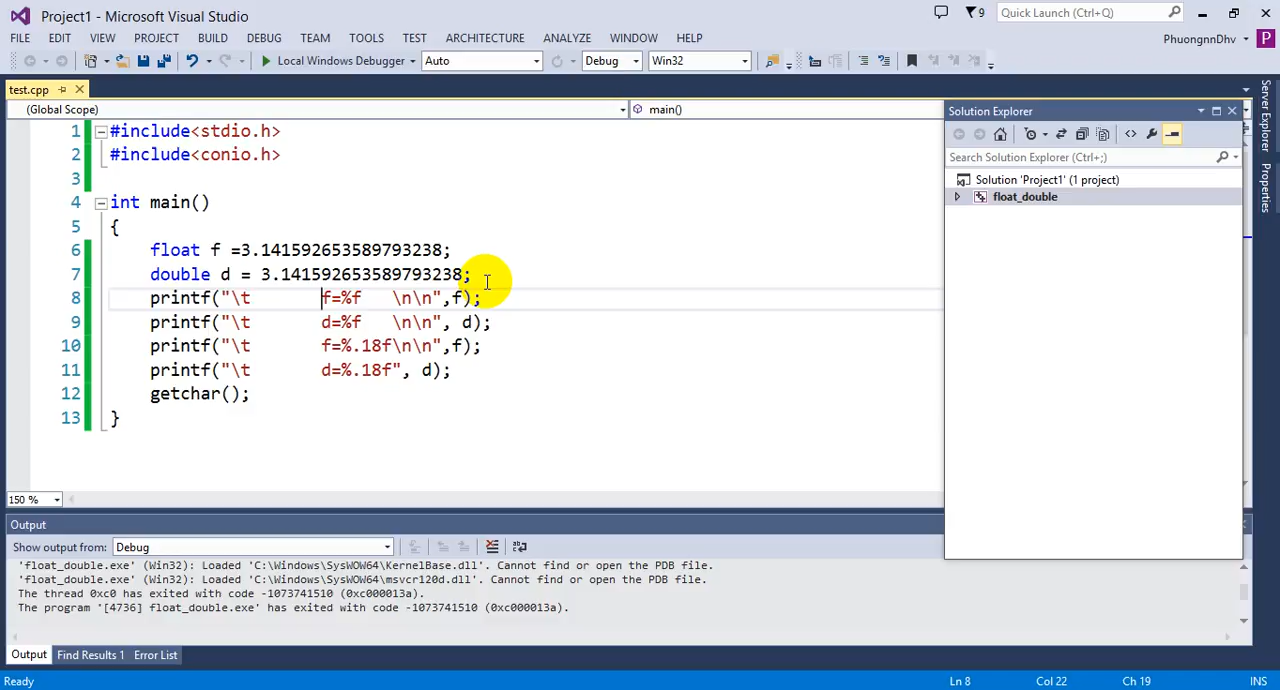 Project1 - Microsoft Visual Studio
9
Quick Launch (Ctrl+Q)
FILE EDIT VIEW PROJECT BUILD DEBUG TEAM TOOLS TEST ARCHITECTURE ANALYZE WINDOW HELP
PhuongnnDhv P
Local Windows Debugger Auto Debug Win32
test.cpp
(Global Scope) main()
1 #include<stdio.h>
2 #include<conio.h>
3
4 int main()
5 {
6 float f =3.141592653589793238;
7 double d = 3.141592653589793238;
8 printf("\t f=%f \n\n",f);
9 printf("\t d=%f \n\n", d);
10 printf("\t f=%.18f\n\n",f);
11 printf("\t d=%.18f", d);
12 getchar();
13 }
150 %
Solution Explorer
Search Solution Explorer (Ctrl+;)
Solution 'Project1' (1 project)
float_double
Server Explorer
Properties
Output
Show output from: Debug
'float_double.exe' (Win32): Loaded 'C:\Windows\SysWOW64\KernelBase.dll'. Cannot find or open the PDB file.
'float_double.exe' (Win32): Loaded 'C:\Windows\SysWOW64\msvcr120d.dll'. Cannot find or open the PDB file.
The thread 0xc0 has exited with code -1073741510 (0xc000013a).
The program '[4736] float_double.exe' has exited with code -1073741510 (0xc000013a).
Output Find Results 1 Error List
Ready Ln 8 Col 22 Ch 19 INS